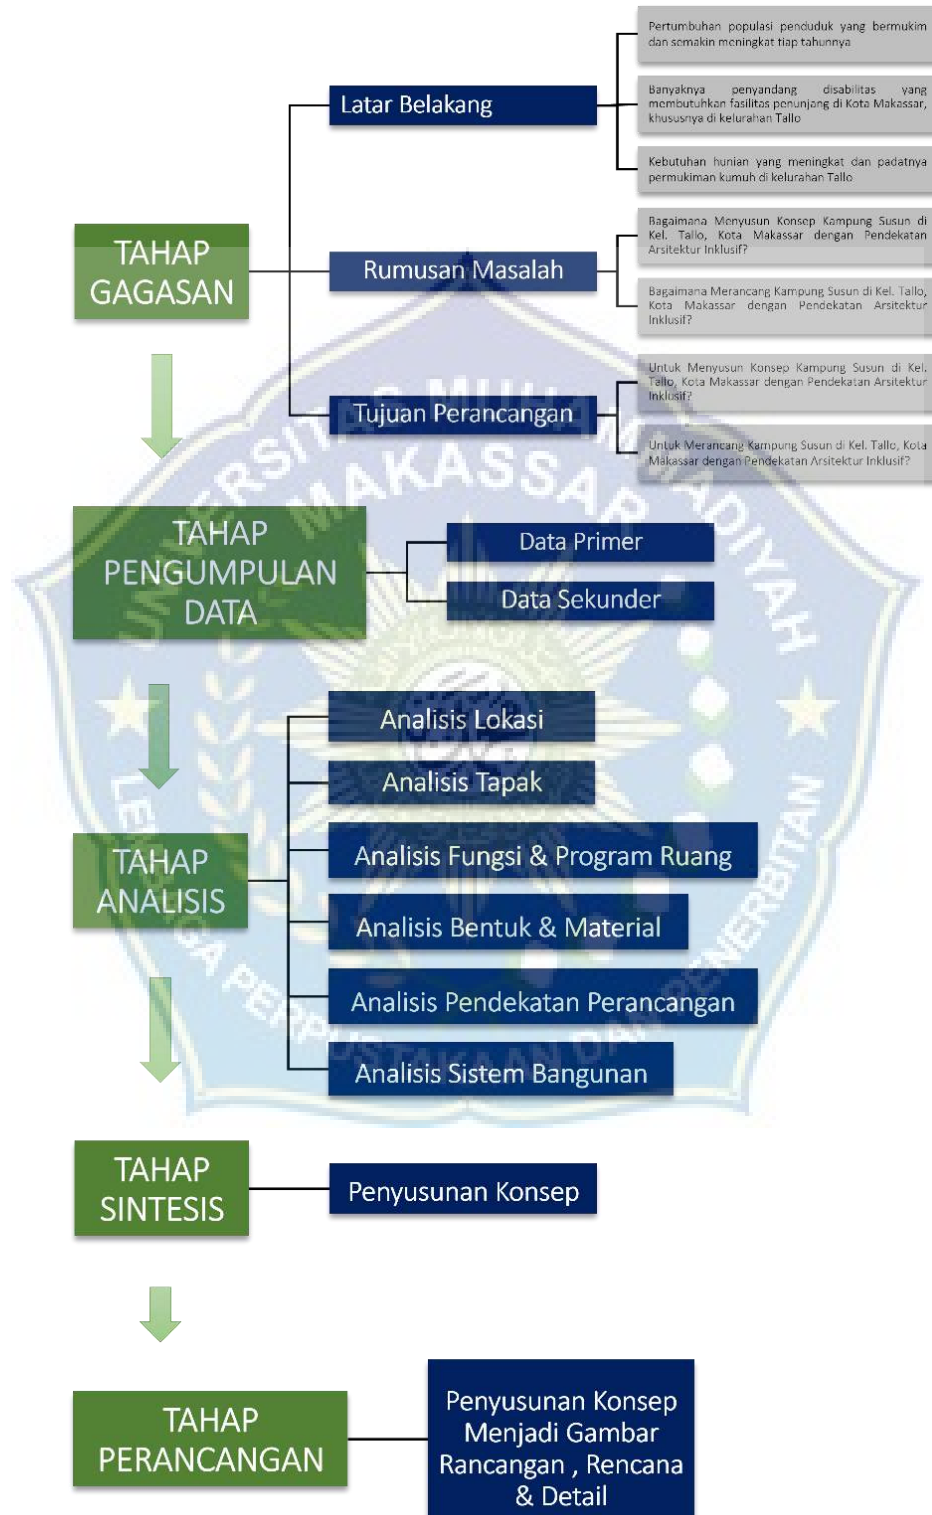 Pertumbuhan populasi penduduk yang bermukim
dan semakin meningkat tiap tahunnya
Latar Belakang
Banyaknya penyandang disabilitas yang
membutuhkan fasilitas penunjang di Kota Makassar,
khususnya di kelurahan Tallo
Kebutuhan hunian yang meningkat dan padatnya
permukiman kumuh di kelurahan Tallo
TAHAP
GAGASAN
Rumusan Masalah
Bagaimana Menyusun Konsep Kampung Susun di
Kel. Tallo, Kota Makassar dengan Pendekatan
Arsitektur Inklusif?
Bagaimana Merancang Kampung Susun di Kel. Tallo,
Kota Makassar dengan Pendekatan Arsitektur
Inklusif?
Tujuan Perancangan
Untuk Menyusun Konsep Kampung Susun di Kel.
Tallo, Kota Makassar dengan Pendekatan Arsitektur
Inklusif?
Untuk Merancang Kampung Susun di Kel. Tallo, Kota
Makassar dengan Pendekatan Arsitektur Inklusif?
TAHAP
PENGUMPULAN
DATA
Data Primer
Data Sekunder
TAHAP
ANALISIS
Analisis Lokasi
Analisis Tapak
Analisis Fungsi & Program Ruang
Analisis Bentuk & Material
Analisis Pendekatan Perancangan
Analisis Sistem Bangunan
TAHAP
SINTESIS
Penyusunan Konsep
TAHAP
PERANCANGAN
Penyusunan Konsep
Menjadi Gambar
Rancangan , Rencana
& Detail
UNIVERSITAS MUHAMMADIYAH
MAKASSAR
LEMBAGA PERPUSTAKAAN DAN PENERBITAN